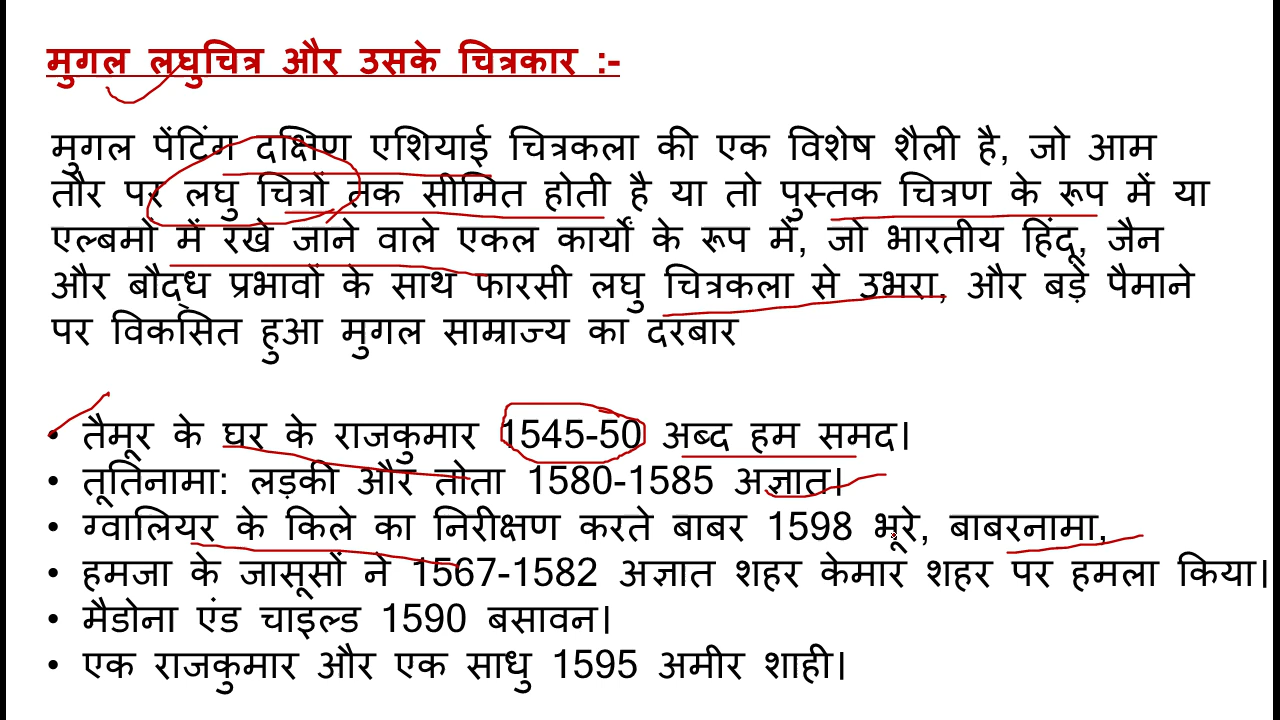 मुगल लघुचित्र और उसके चित्रकार :-
मुगल पेंटिंग दक्षिण एशियाई चित्रकला की एक विशेष शैली है, जो आम
तौर पर लघु चित्रों तक सीमित होती है या तो पुस्तक चित्रण के रूप में या
एल्बमों में रखे जाने वाले एकल कार्यों के रूप में, जो भारतीय हिंदू, जैन
और बौद्ध प्रभावों के साथ फारसी लघु चित्रकला से उभरा, और बड़े पैमाने
पर विकसित हुआ मुगल साम्राज्य का दरबार
• तैमूर के घर के राजकुमार 1545-50 अब्द हम समद।
• तूतिनामा: लड़की और तोता 1580-1585 अज्ञात।
• ग्वालियर के किले का निरीक्षण करते बाबर 1598 भूरे, बाबरनामा,
• हमजा के जासूसों ने 1567-1582 अज्ञात शहर केमार शहर पर हमला किया।
• मैडोना एंड चाइल्ड 1590 बसावन।
• एक राजकुमार और एक साधु 1595 अमीर शाही।